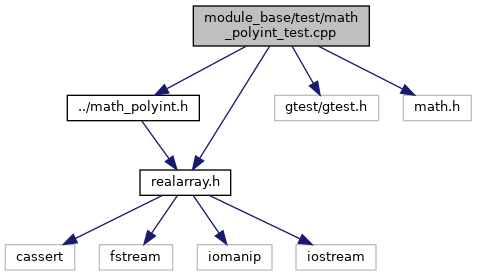 module_base/test/math
_polyint_test.cpp
../math_polyint.h
gtest/gtest.h
math.h
realarray.h
cassert
fstream
iomanip
iostream